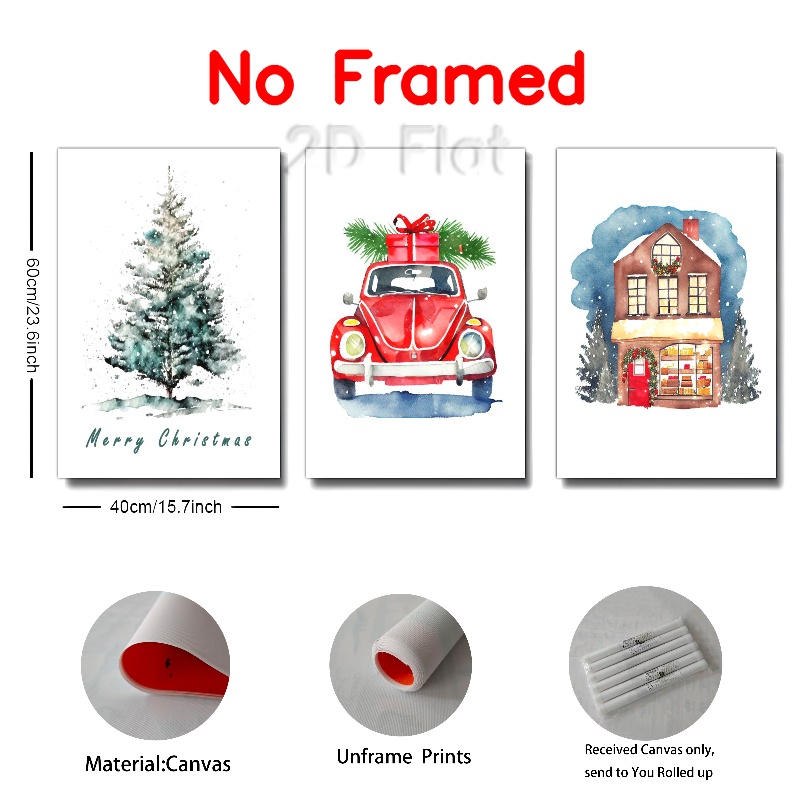 No Framed
2D Flat
60cm/23.6inch
Merry Christmas
40cm/15.7inch
Material:Canvas
Unframe Prints
Received Canvas only,
send to You Rolled up